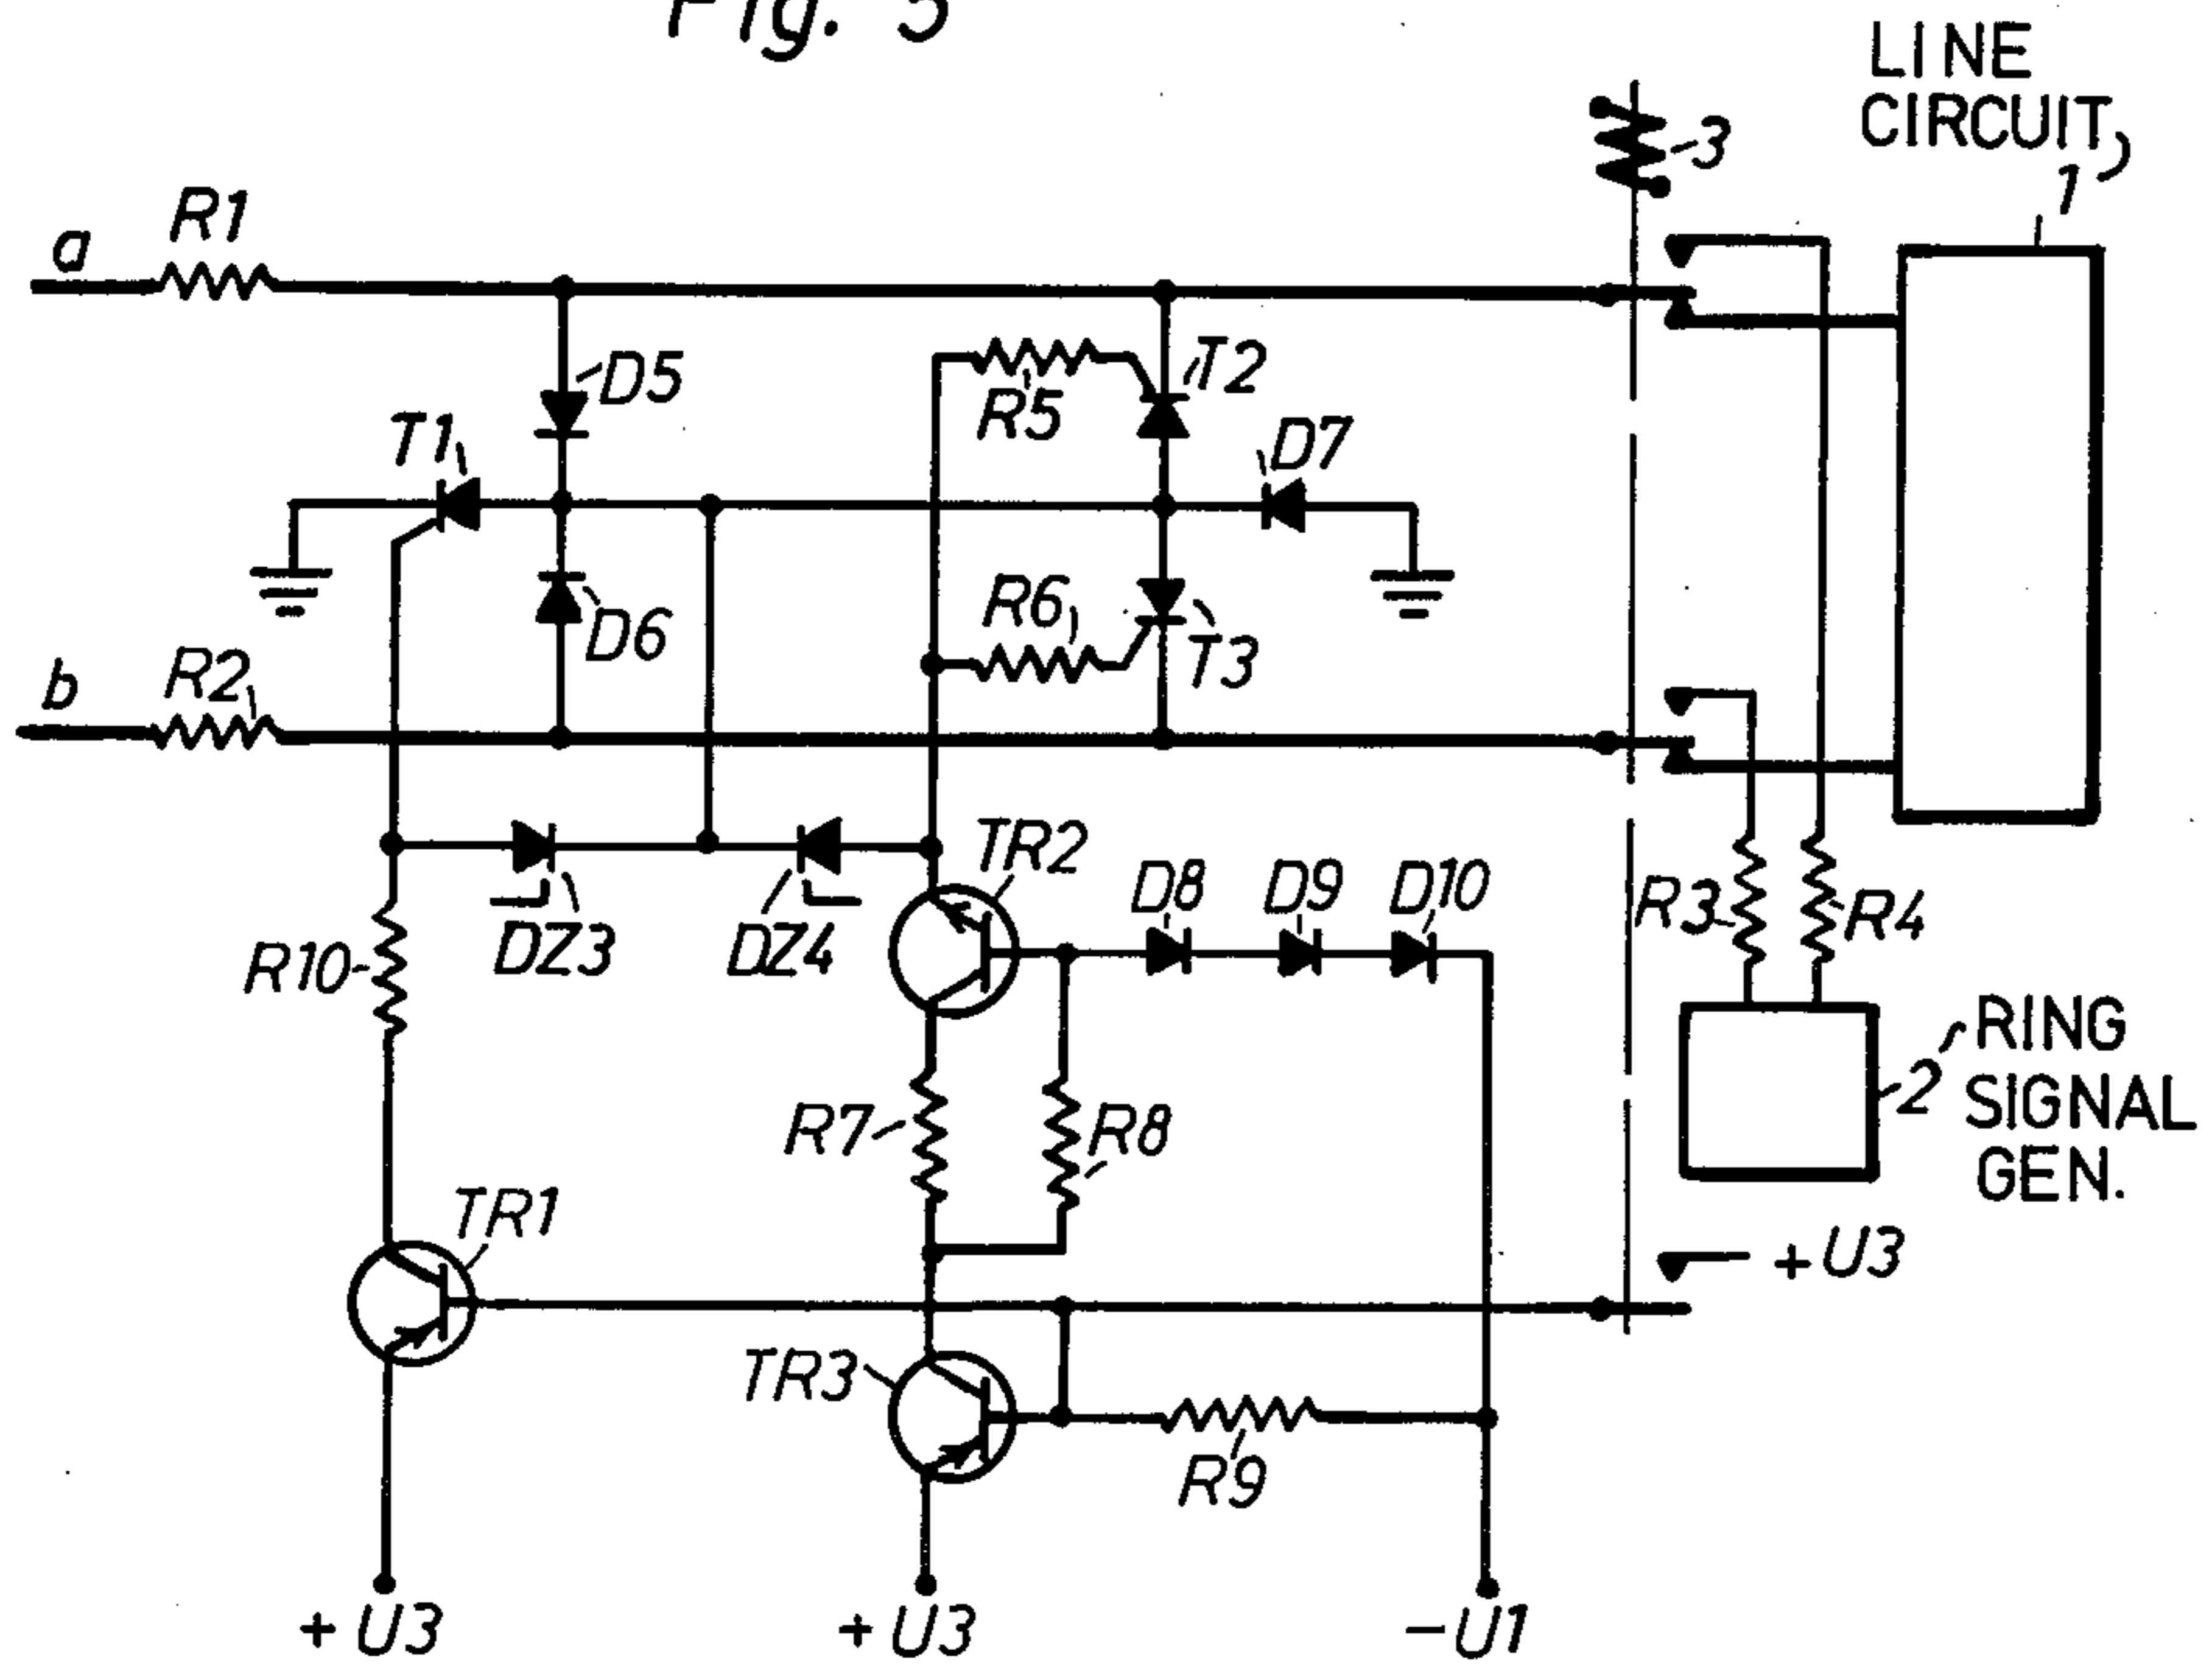 Fig. 5
LINE
CIRCUIT
1
3
a
R1
D5
T1
R5
T2
D7
D6
R6
T3
b
R2
DZ3
DZ4
TR2
D8
D9
D10
R3
R4
R10
R7
R8
2
RING
SIGNAL
GEN.
TR1
+U3
TR3
R9
+U3
+U3
-U1